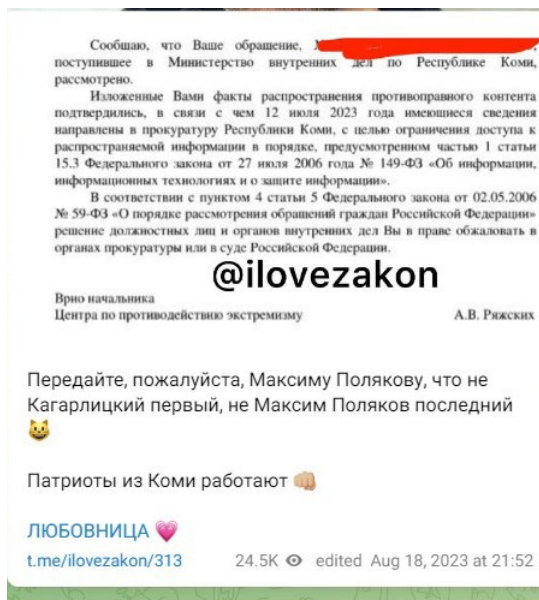 Сообщаю, что Ваше обращение,
поступившее в Министерство внутренних дел по Республике Коми,
рассмотрено.
Изложенные Вами факты распространения противоправного контента
подтвердились, в связи с чем 12 июля 2023 года имеющиеся сведения
направлены в прокуратуру Республики Коми, с целью ограничения доступа к
распространяемой информации в порядке, предусмотренном частью 1 статьи
15.3 Федерального закона от 27 июля 2006 года № 149-ФЗ «Об информации,
информационных технологиях и о защите информации».
В соответствии с пунктом 4 статьи 5 Федерального закона от 02.05.2006
№ 59-ФЗ «О порядке рассмотрения обращений граждан Российской Федерации»
решение должностных лиц и органов внутренних дел Вы в праве обжаловать в
органах прокуратуры или в суде Российской Федерации.
@ilovezakon
Врио начальника
Центра по противодействию экстремизму А.В. Ряжских
Передайте, пожалуйста, Максиму Полякову, что не
Кагарлицкий первый, не Максим Поляков последний
😺
Патриоты из Коми работают 👊🏼
ЛЮБОВНИЦА 💗
t.me/ilovezakon/313 24.5K edited Aug 18, 2023 at 21:52